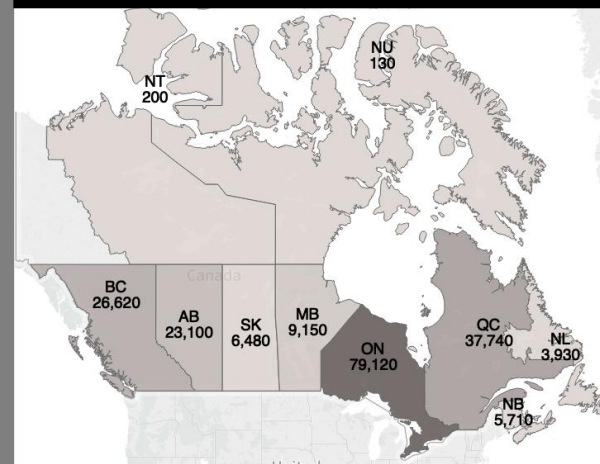 NU
130
NT
200
Canada
BC
26,620
AB
23,100
SK
6,480
MB
9,150
ON
79,120
QC
37,740
NL
3,930
NB
5,710